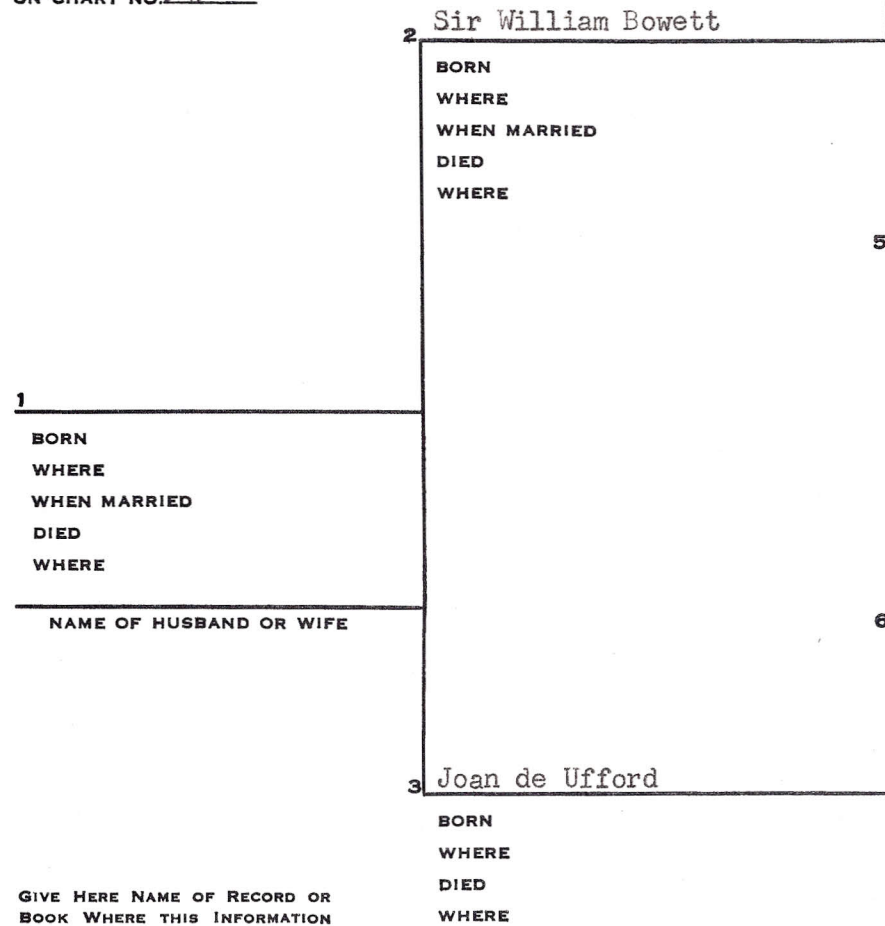 ON CHART NO.
2 Sir William Bowett
BORN
WHERE
WHEN MARRIED
DIED
WHERE
5
1
BORN
WHERE
WHEN MARRIED
DIED
WHERE
NAME OF HUSBAND OR WIFE
6
3 Joan de Ufford
BORN
WHERE
DIED
WHERE
GIVE HERE NAME OF RECORD OR
BOOK WHERE THIS INFORMATION